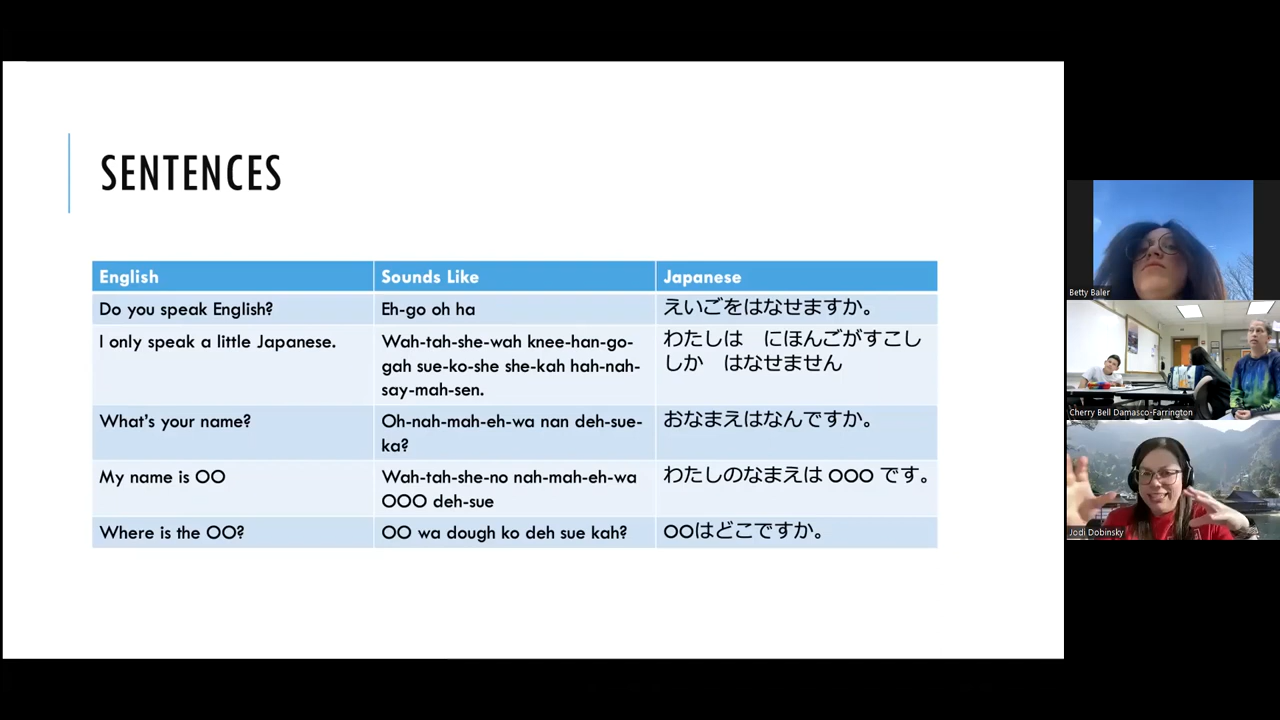 SENTENCES
English Sounds Like Japanese
Do you speak English? Eh-go oh ha えいごをはなせますか。
I only speak a little Japanese. Wah-tah-she-wah knee-han-go- わたしは　にほんごがすこし
gah sue-ko-she she-kah hah-nah- しか　はなせません
say-mah-sen.
What's your name? Oh-nah-mah-eh-wa nan deh-sue- おなまえはなんですか。
ka?
My name is OO Wah-tah-she-no nah-mah-eh-wa わたしのなまえは OOO です。
OOO deh-sue
Where is the OO? OO wa dough ko deh sue kah? OOはどこですか。
Betty Baler
Cherry Bell Damasco-Farrington
Jodi Dobinsky